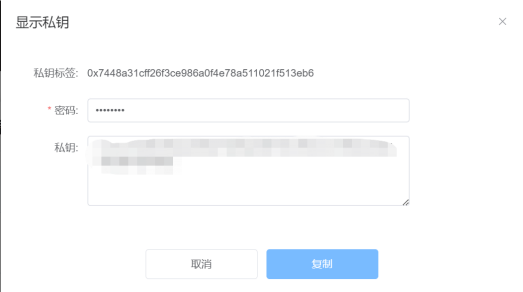 显示私钥
私钥标签: 0x7448a31cff26f3ce986a0f4e78a511021f513eb6
* 密码: ••••••••
私钥:
取消 复制